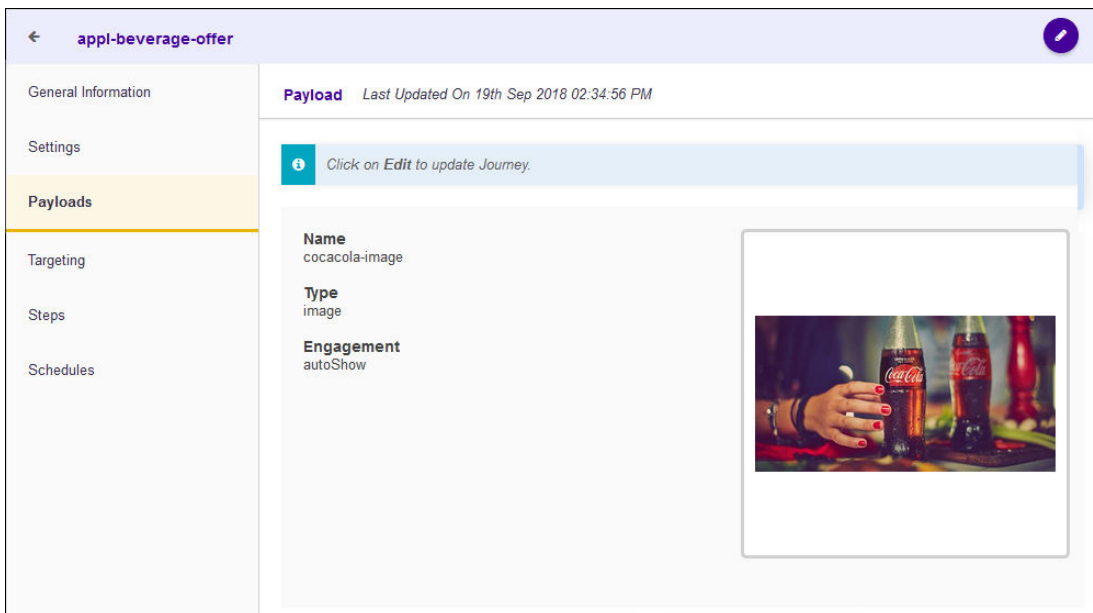 appl-beverage-offer
General Information
Settings
Payloads
Targeting
Steps
Schedules
Payload Last Updated On 19th Sep 2018 02:34:56 PM
Click on Edit to update Journey.
Name
cocacola-image
Type
image
Engagement
autoShow
Coca-Cola
Coca-Cola